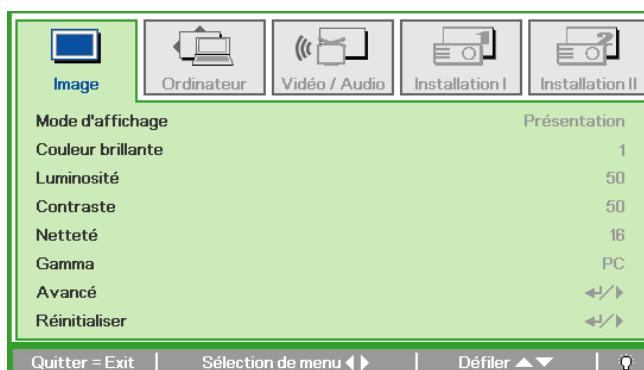 Image Ordinateur Vidéo / Audio Installation I Installation II
Mode d'affichage Présentation
Couleur brillante 1
Luminosité 50
Contraste 50
Netteté 16
Gamma PC
Avancé
Réinitialiser
Quitter = Exit Sélection de menu Défiler